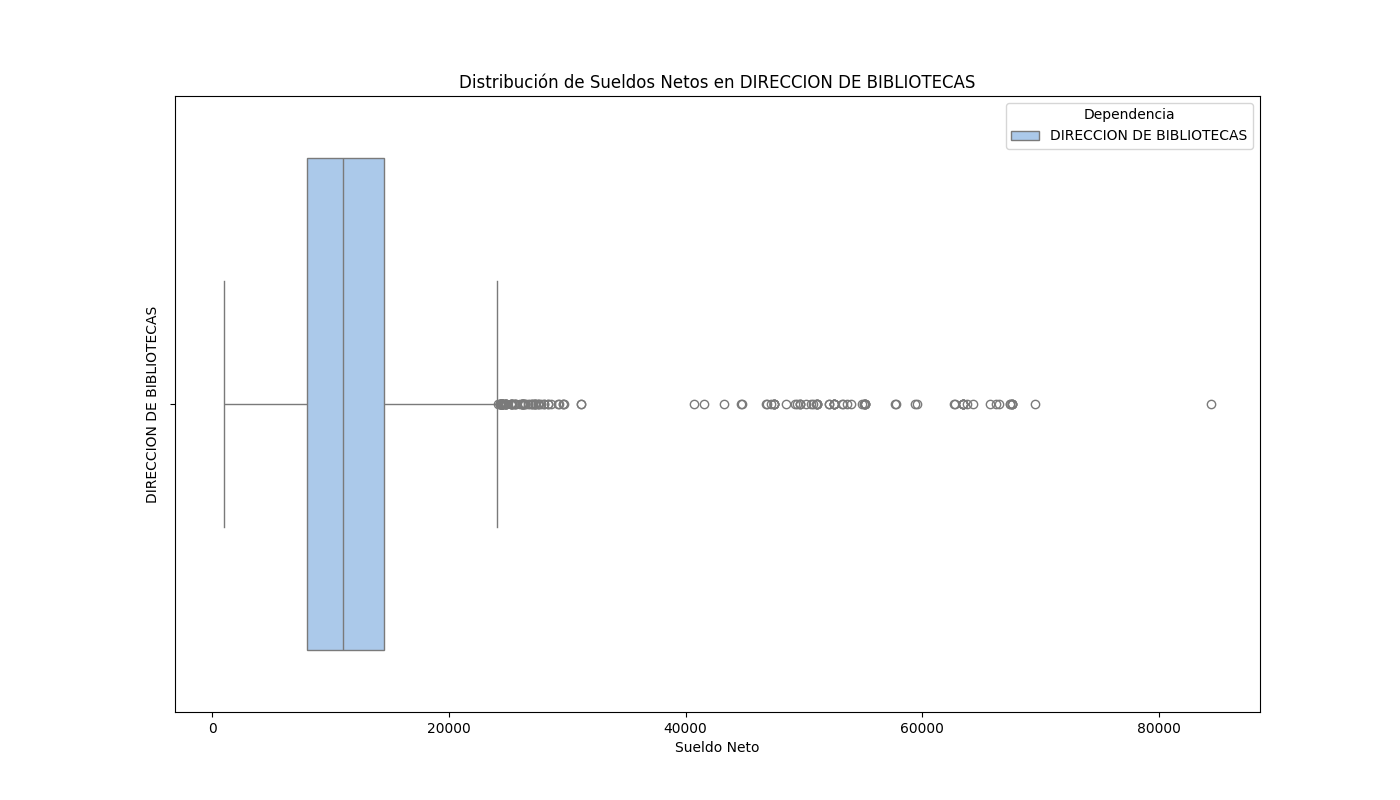 Distribución de Sueldos Netos en DIRECCION DE BIBLIOTECAS
Dependencia
DIRECCION DE BIBLIOTECAS
DIRECCION DE BIBLIOTECAS
0 20000 40000 60000 80000
Sueldo Neto